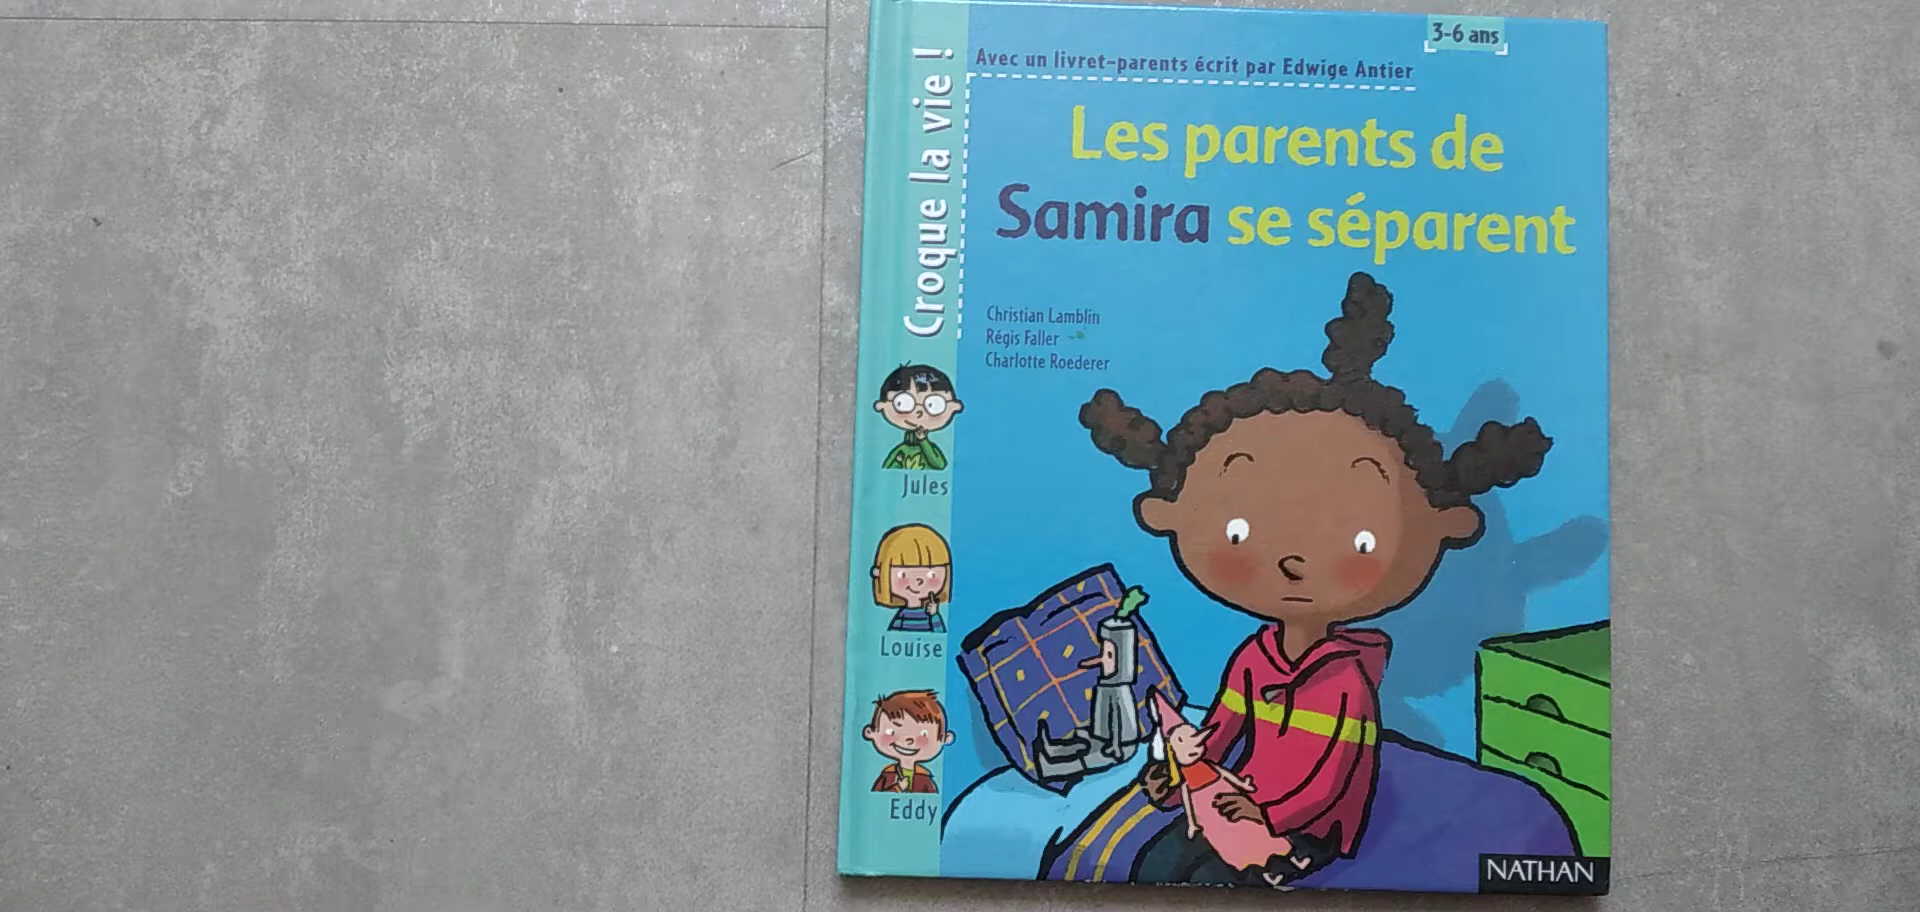 3-6 ans
Avec un livret-parents écrit par Edwige Antier
Croque la vie !
Les parents de
Samira se séparent
Christian Lamblin
Régis Faller
Charlotte Roederer
Jules
Louise
Eddy
NATHAN